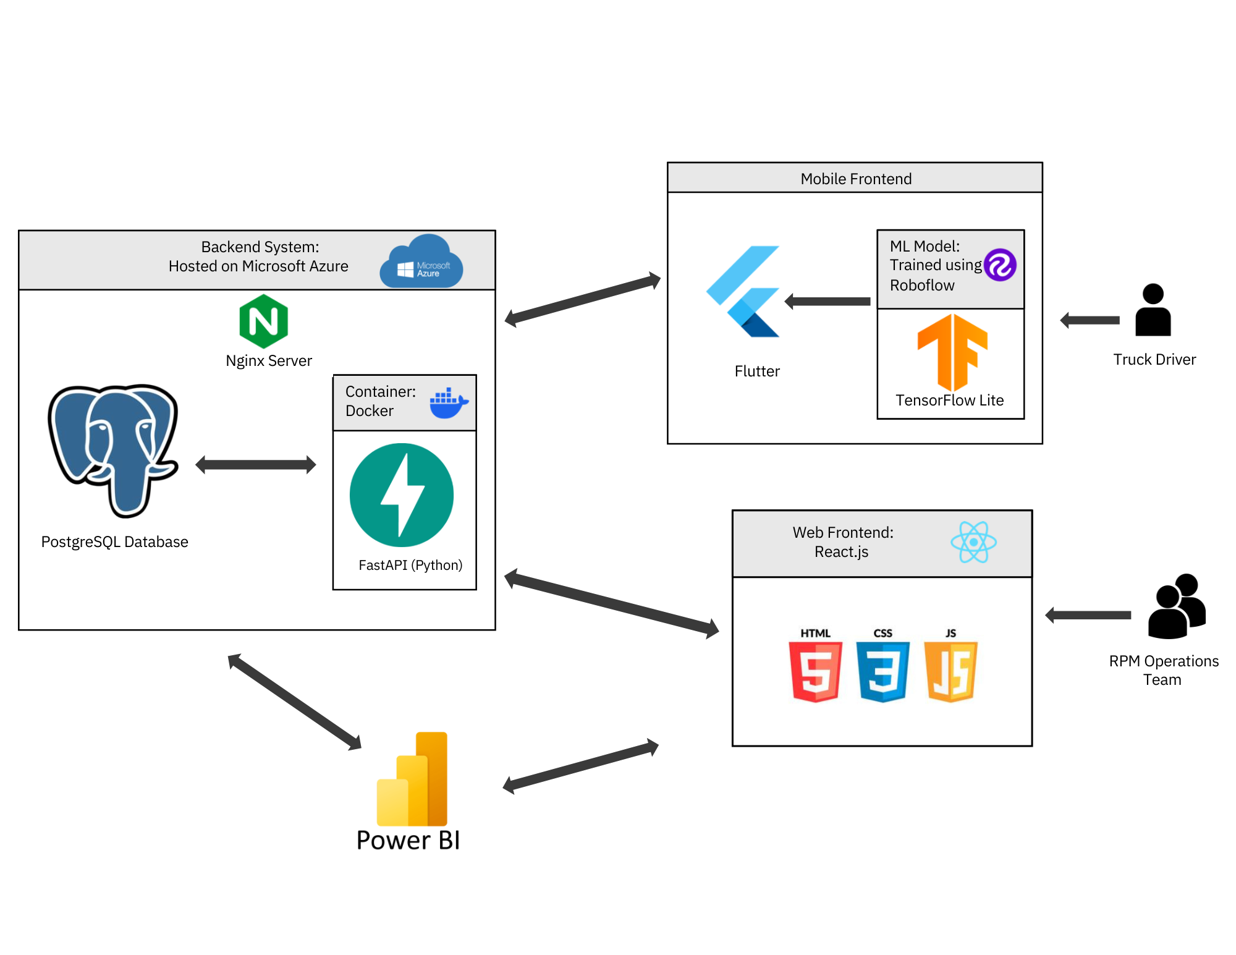 Mobile Frontend
Backend System:
Hosted on Microsoft Azure
Microsoft
Azure
Nginx Server
Container:
Docker
PostgreSQL Database
FastAPI (Python)
Flutter
ML Model:
Trained using
Roboflow
TensorFlow Lite
Truck Driver
Web Frontend:
React.js
HTML
CSS
JS
RPM Operations
Team
Power BI